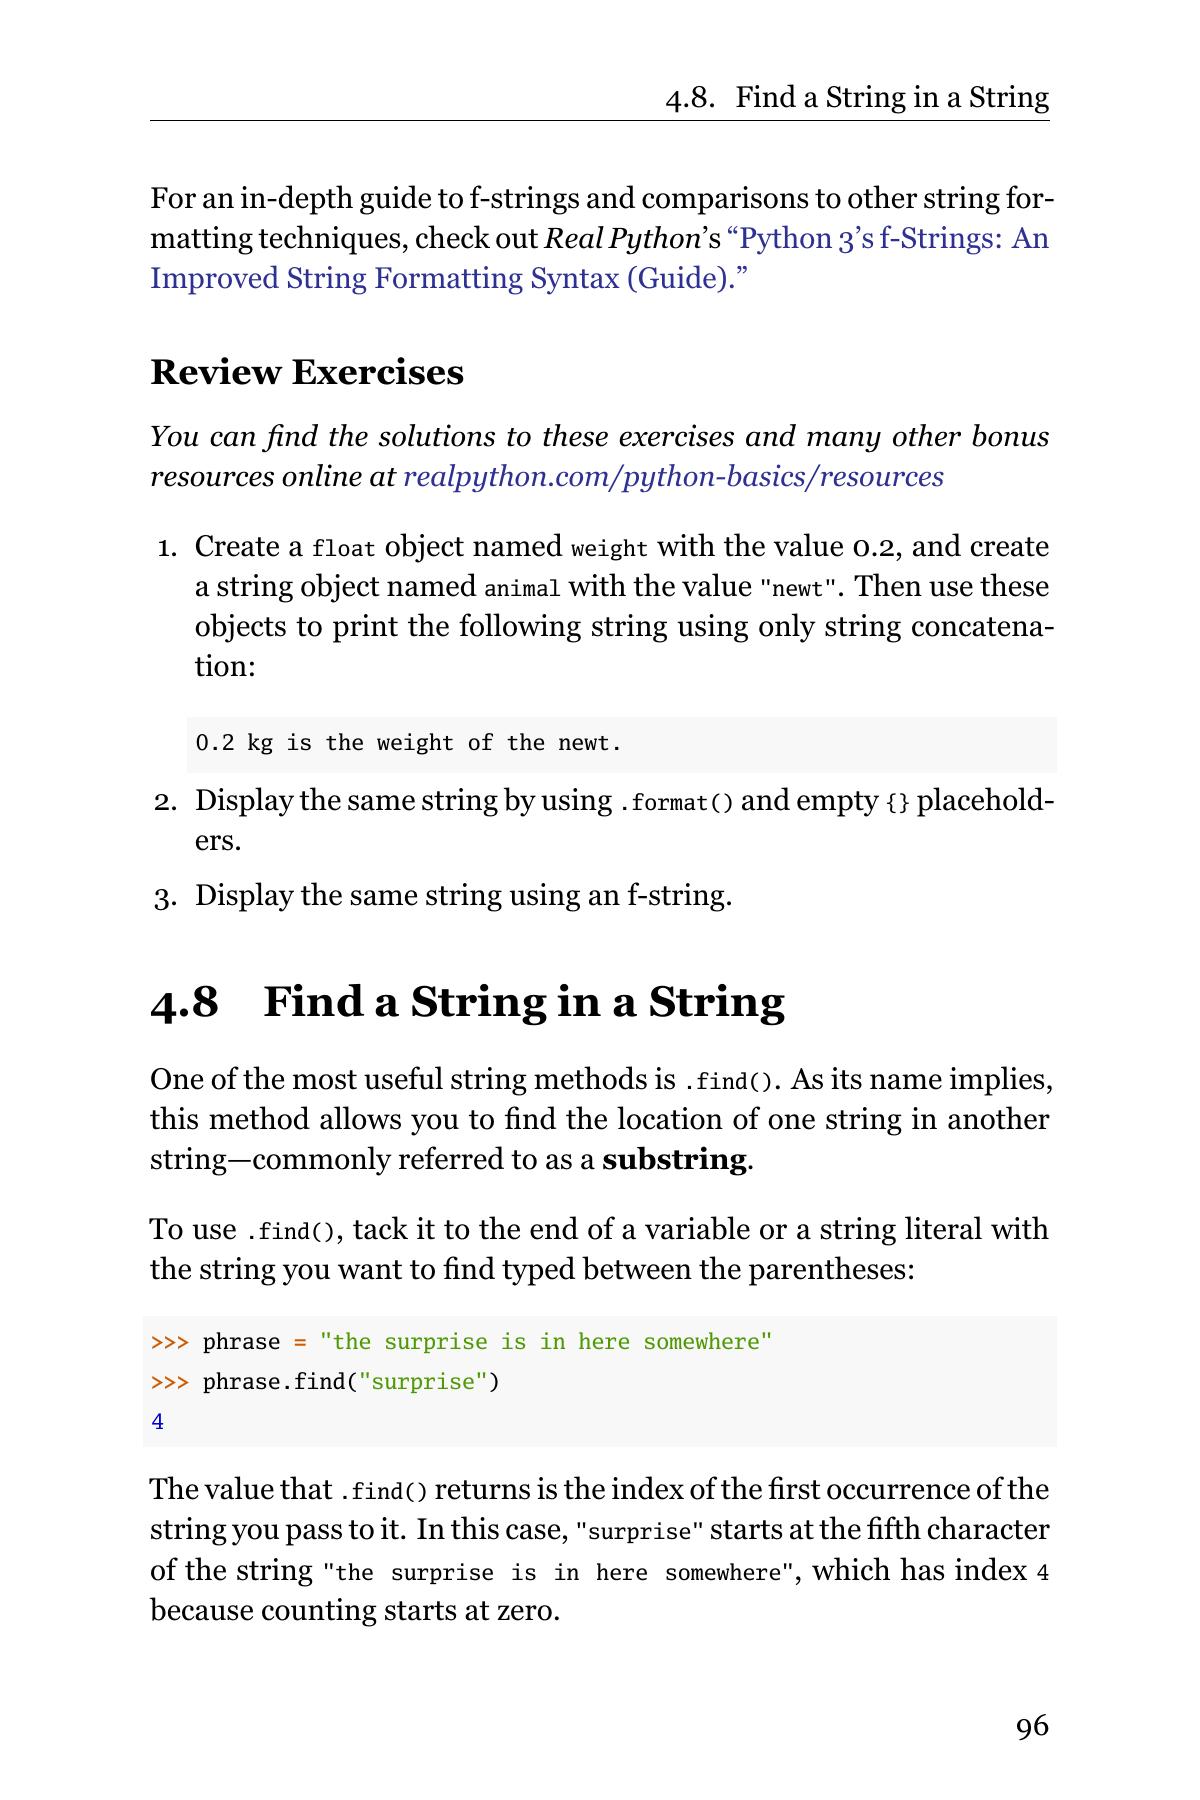 4.8. Find a String in a String
For an in-depth guide to f-strings and comparisons to other string for-
matting techniques, check out Real Python’s “Python 3’s f-Strings: An
Improved String Formatting Syntax (Guide).”
Review Exercises
You can find the solutions to these exercises and many other bonus
resources online at realpython.com/python-basics/resources
1. Create a float object named weight with the value 0.2, and create
a string object named animal with the value "newt". Then use these
objects to print the following string using only string concatena-
tion:
0.2 kg is the weight of the newt.
2. Display the same string by using .format() and empty {} placehold-
ers.
3. Display the same string using an f-string.
4.8 Find a String in a String
One of the most useful string methods is .find(). As its name implies,
this method allows you to find the location of one string in another
string—commonly referred to as a substring.
To use .find(), tack it to the end of a variable or a string literal with
the string you want to find typed between the parentheses:
>>> phrase = "the surprise is in here somewhere"
>>> phrase.find("surprise")
4
The value that .find() returns is the index of the first occurrence of the
string you pass to it. In this case, "surprise" starts at the fifth character
of the string "the surprise is in here somewhere", which has index 4
because counting starts at zero.
96